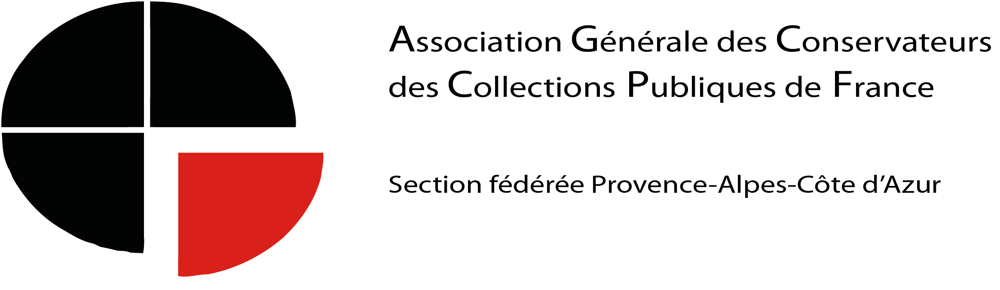 Association Générale des Conservateurs
des Collections Publiques de France
Section fédérée Provence-Alpes-Côte d’Azur